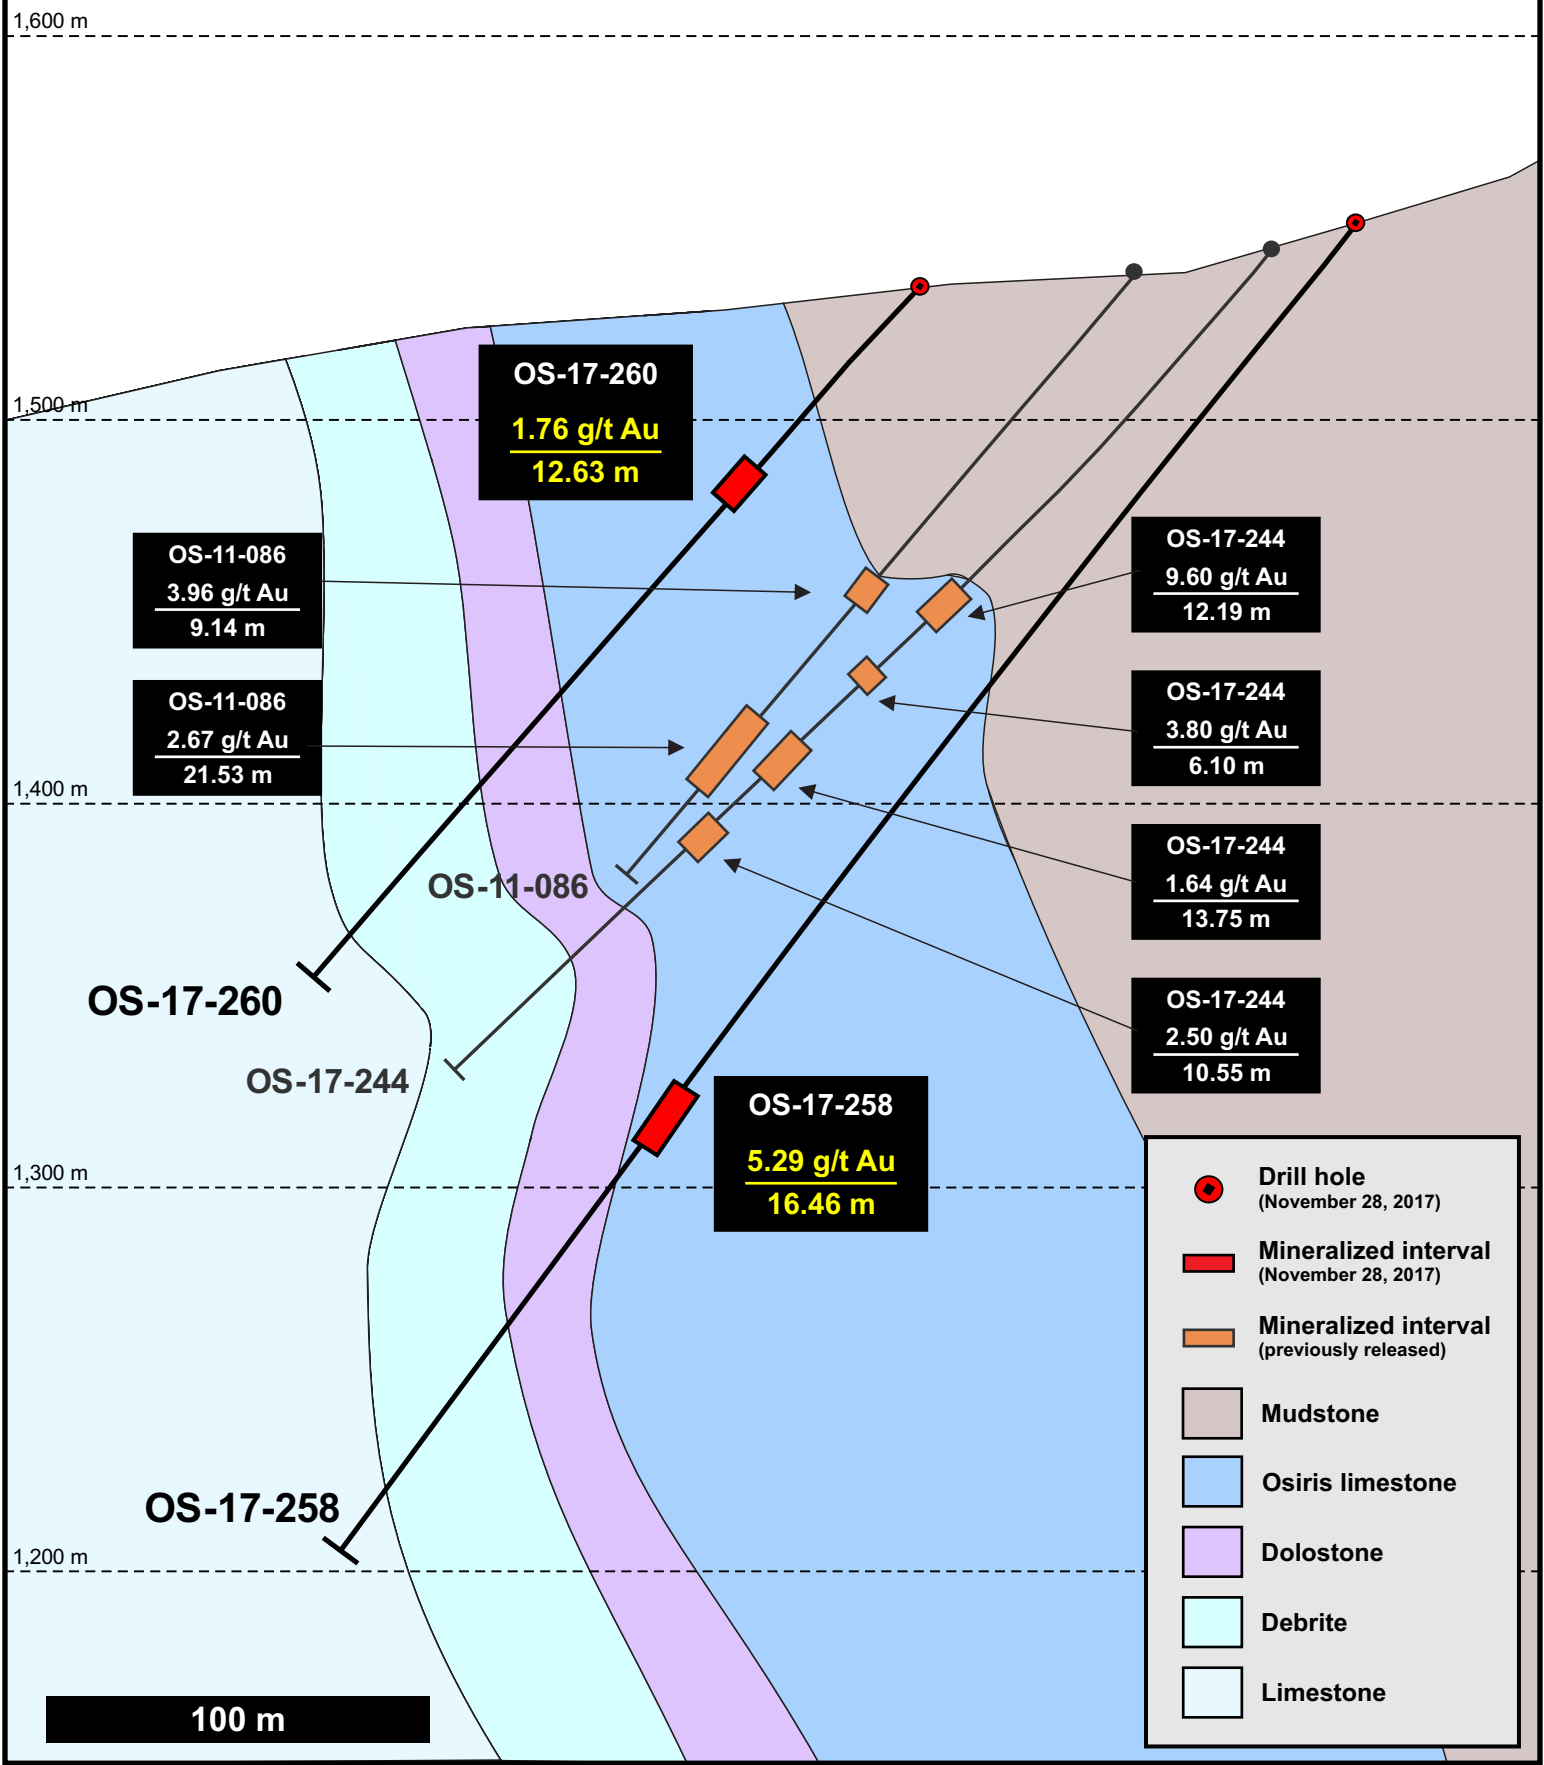 1,600 m
1,500 m
OS-17-260
1.76 g/t Au
12.63 m
OS-11-086
3.96 g/t Au
9.14 m
OS-17-244
9.60 g/t Au
12.19 m
OS-11-086
2.67 g/t Au
21.53 m
OS-17-244
3.80 g/t Au
6.10 m
1,400 m
OS-17-244
1.64 g/t Au
13.75 m
OS-11-086
OS-17-260
OS-17-244
2.50 g/t Au
10.55 m
OS-17-244
OS-17-258
5.29 g/t Au
16.46 m
1,300 m
OS-17-258
1,200 m
100 m
Drill hole
(November 28, 2017)
Mineralized interval
(November 28, 2017)
Mineralized interval
(previously released)
Mudstone
Osiris limestone
Dolostone
Debrite
Limestone